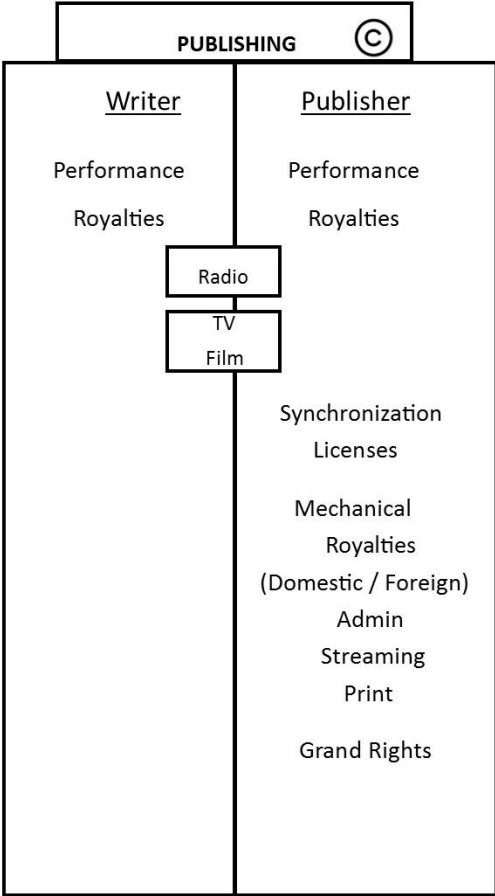 PUBLISHING ©
Writer
Performance
Royalties
Publisher
Performance
Royalties
Radio
TV
Film
Synchronization
Licenses
Mechanical
Royalties
(Domestic / Foreign)
Admin
Streaming
Print
Grand Rights